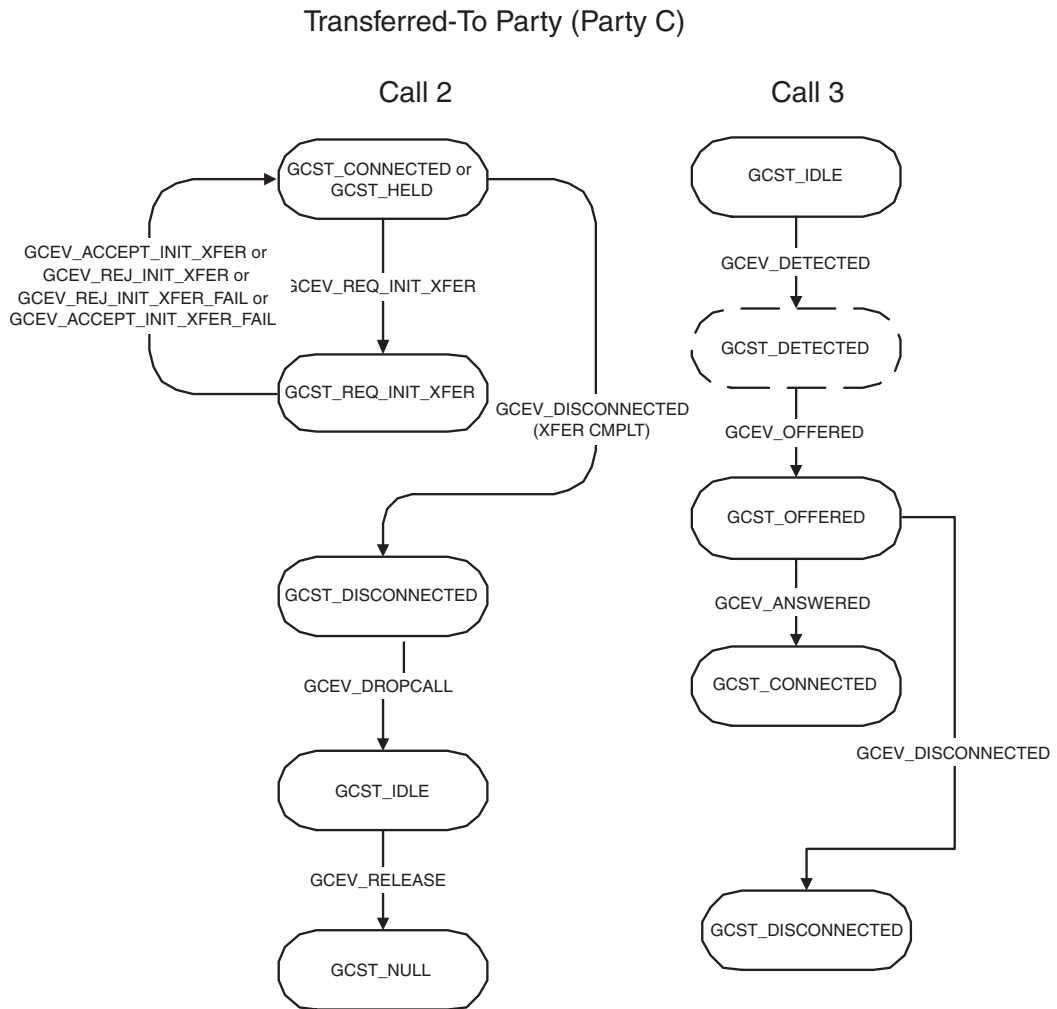 Transferred-To Party (Party C)
Call 2
GCST_CONNECTED or
GCST_HELD
GCEV_ACCEPT_INIT_XFER or
GCEV_REJ_INIT_XFER or
GCEV_REJ_INIT_XFER_FAIL or
GCEV_ACCEPT_INIT_XFER_FAIL
GCEV_REQ_INIT_XFER
GCST_REQ_INIT_XFER
GCEV_DISCONNECTED
(XFER CMPLT)
GCST_DISCONNECTED
GCEV_DROPCALL
GCST_IDLE
GCEV_RELEASE
GCST_NULL
Call 3
GCST_IDLE
GCEV_DETECTED
GCST_DETECTED
GCEV_OFFERED
GCST_OFFERED
GCEV_ANSWERED
GCST_CONNECTED
GCEV_DISCONNECTED
GCST_DISCONNECTED